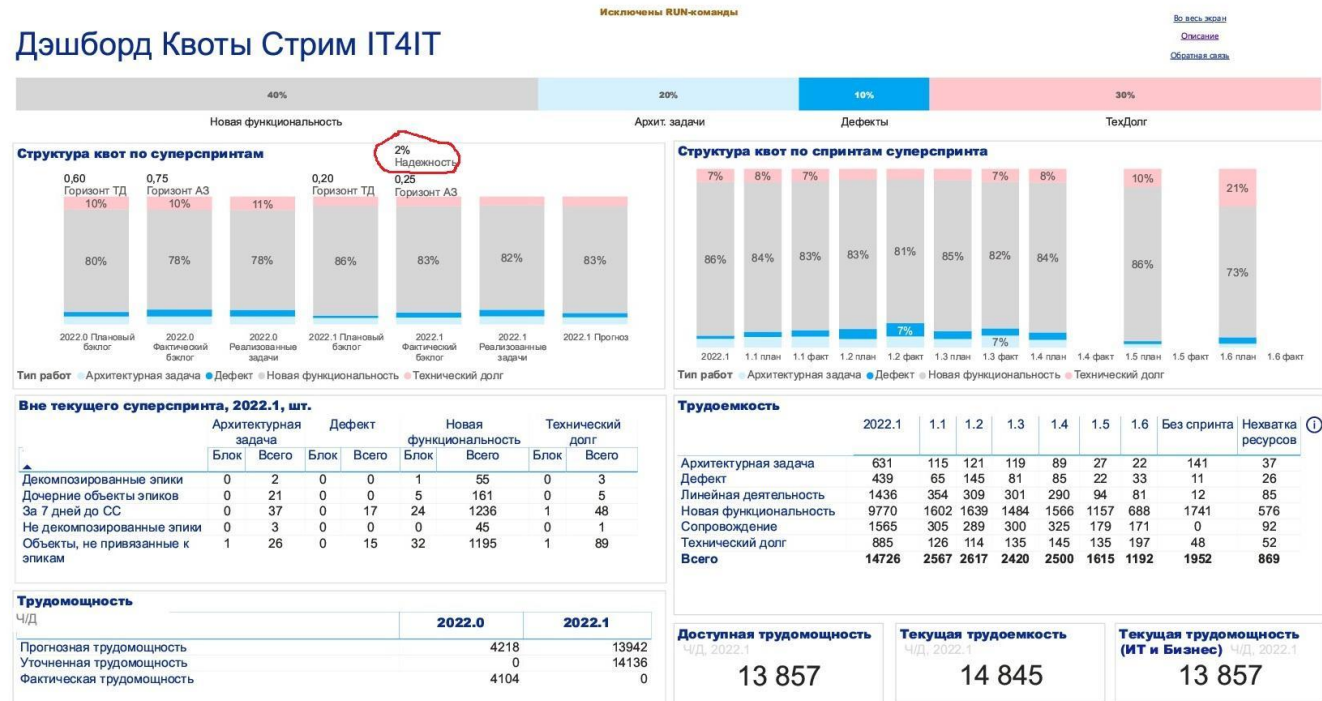 Исключены RUN-команды
Во весь экран
Описание
Обратная связь
Дэшборд Квоты Стрим IT4IT
40% 20% 10% 30%
Новая функциональность Архит. задачи Дефекты ТехДолг
Структура квот по суперспринтам
2%
Надежность
0,60 0,75 0,20 0,25
Горизонт ТД Горизонт АЗ Горизонт ТД Горизонт АЗ
10% 10% 11%
80% 78% 78% 86% 83% 82% 83%
2022.0 Плановый бэклог
2022.0 Фактический бэклог
2022.0 Реализованные задачи
2022.1 Плановый бэклог
2022.1 Фактический бэклог
2022.1 Реализованные задачи
2022.1 Прогноз
Тип работ Архитектурная задача Дефект Новая функциональность Технический долг
Структура квот по спринтам суперспринта
7% 8% 7% 7% 8% 10% 21%
86% 84% 83% 83% 81% 85% 82% 84% 86% 73%
7% 7%
2022.1 1.1 план 1.1 факт 1.2 план 1.2 факт 1.3 план 1.3 факт 1.4 план 1.4 факт 1.5 план 1.5 факт 1.6 план 1.6 факт
Тип работ Архитектурная задача Дефект Новая функциональность Технический долг
Вне текущего суперспринта, 2022.1, шт.
Архитектурная задача Дефект Новая функциональность Технический долг
Блок Всего Блок Всего Блок Всего Блок Всего
Декомпозированные эпики 0 2 0 0 1 55 0 3
Дочерние объекты эпиков 0 21 0 0 5 161 0 5
За 7 дней до СС 0 37 0 17 24 1236 1 48
Не декомпозированные эпики 0 3 0 0 0 45 0 1
Объекты, не привязанные к эпикам 1 26 0 15 32 1195 1 89
Трудоемкость
2022.1 1.1 1.2 1.3 1.4 1.5 1.6 Без спринта Нехватка ресурсов
Архитектурная задача 631 115 121 119 89 27 22 141 37
Дефект 439 65 145 81 85 22 33 11 26
Линейная деятельность 1436 354 309 301 290 94 81 12 85
Новая функциональность 9770 1602 1639 1484 1566 1157 688 1741 576
Сопровождение 1565 305 289 300 325 179 171 0 92
Технический долг 885 126 114 135 145 135 197 48 52
Всего 14726 2567 2617 2420 2500 1615 1192 1952 869
Трудомощность
Ч/Д 2022.0 2022.1
Прогнозная трудомощность 4218 13942
Уточненная трудомощность 0 14136
Фактическая трудомощность 4104 0
Доступная трудомощность
Ч/Д, 2022.1
13 857
Текущая трудоемкость
Ч/Д, 2022.1
14 845
Текущая трудомощность
(ИТ и Бизнес) Ч/Д, 2022.1
13 857